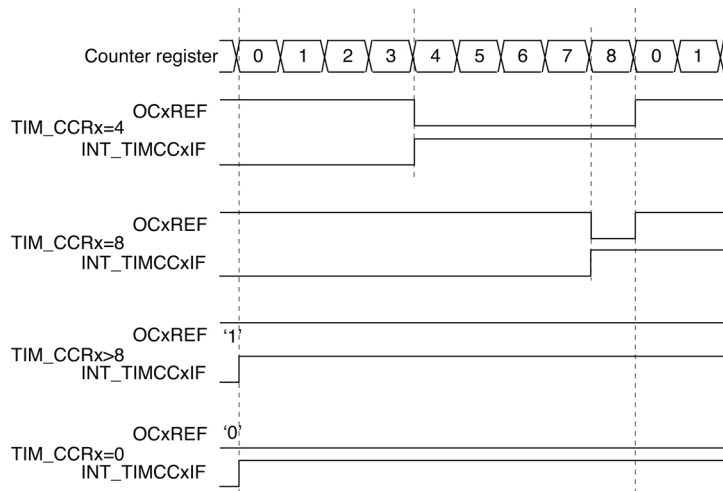 Counter register 0 1 2 3 4 5 6 7 8 0 1
OCxREF
TIM_CCRx=4
INT_TIMCCxIF
OCxREF
TIM_CCRx=8
INT_TIMCCxIF
OCxREF ‘1’
TIM_CCRx>8
INT_TIMCCxIF
OCxREF ‘0’
TIM_CCRx=0
INT_TIMCCxIF